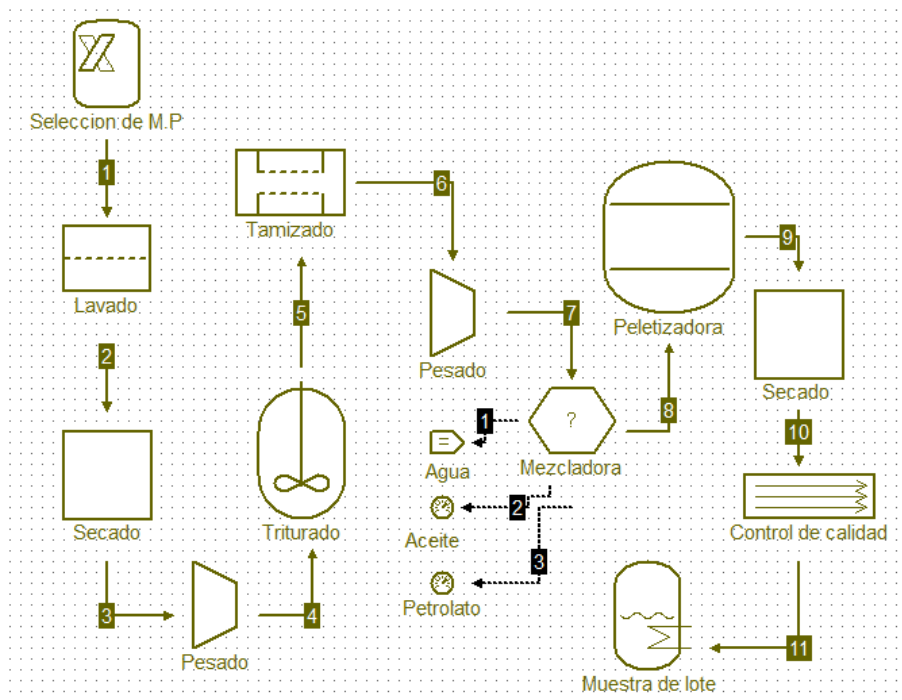 Seleccion de M.P
1
Lavado
2
Secado
3
Pesado
4
Triturado
5
Tamizado
6
Pesado
7
?
Mezcladora
1
=
Agua
2
Aceite
3
Petrolato
8
Peletizadora
9
Secado
10
Control de calidad
11
Muestra de lote